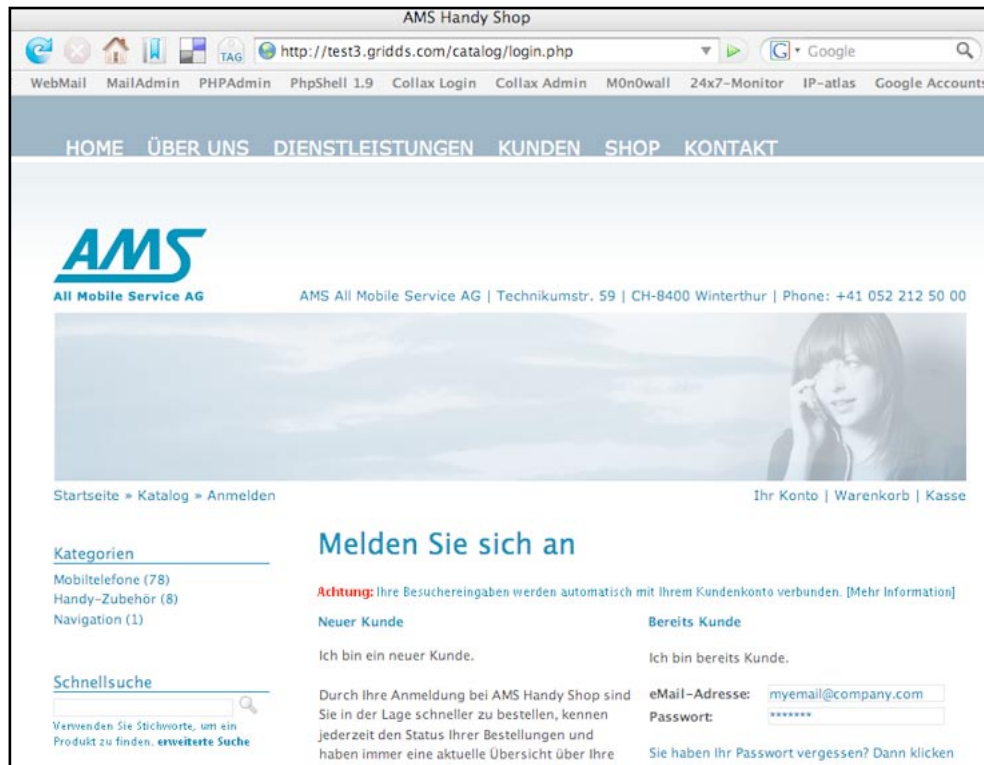 AMS Handy Shop
TAG
http://test3.gridds.com/catalog/login.php
G
Google
WebMail MailAdmin PHPAdmin PhpShell 1.9 Collax Login Collax Admin M0n0wall 24x7-Monitor IP-atlas Google Accounts
HOME ÜBER UNS DIENSTLEISTUNGEN KUNDEN SHOP KONTAKT
AMS
All Mobile Service AG
AMS All Mobile Service AG | Technikumstr. 59 | CH-8400 Winterthur | Phone: +41 052 212 50 00
Startseite » Katalog » Anmelden
Ihr Konto | Warenkorb | Kasse
Kategorien
Mobiltelefone (78)
Handy-Zubehör (8)
Navigation (1)
Schnellsuche
Verwenden Sie Stichworte, um ein
Produkt zu finden. erweiterte Suche
Melden Sie sich an
Achtung: Ihre Besuchereingaben werden automatisch mit Ihrem Kundenkonto verbunden. [Mehr Information]
Neuer Kunde
Ich bin ein neuer Kunde.
Durch Ihre Anmeldung bei AMS Handy Shop sind
Sie in der Lage schneller zu bestellen, kennen
jederzeit den Status Ihrer Bestellungen und
haben immer eine aktuelle Übersicht über Ihre
Bereits Kunde
Ich bin bereits Kunde.
eMail-Adresse: myemail@company.com
Passwort: *******
Sie haben Ihr Passwort vergessen? Dann klicken